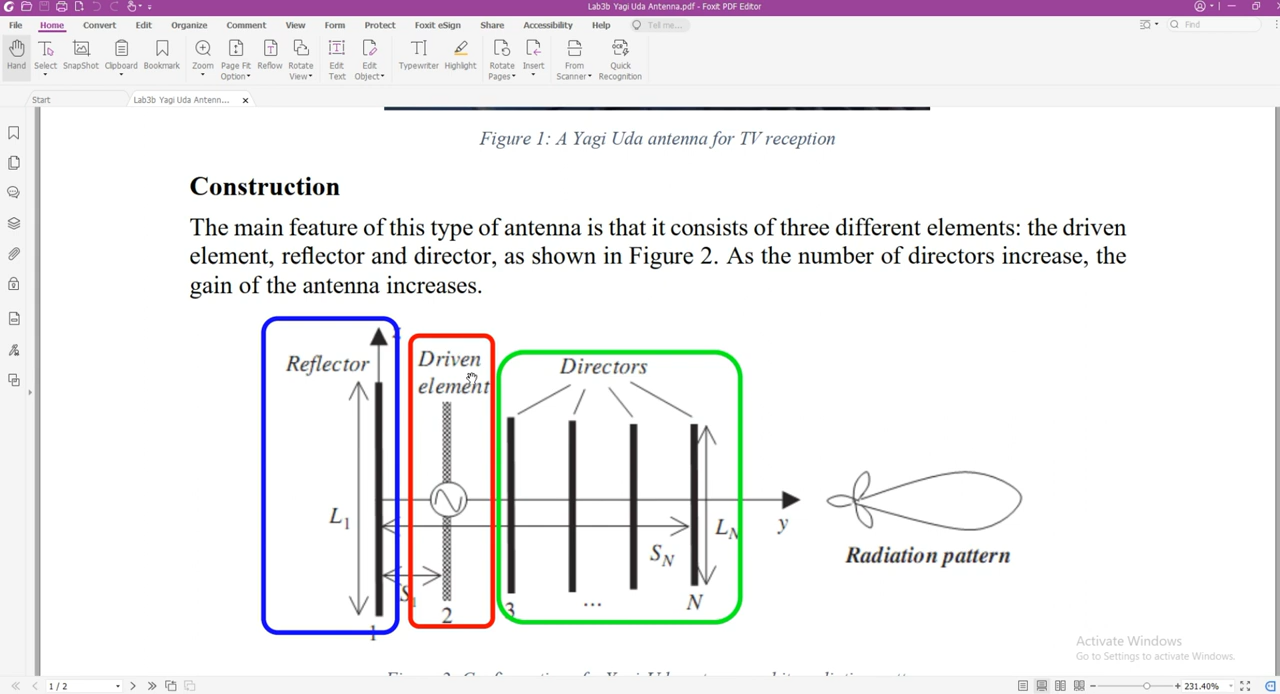 Lab3b Yagi Uda Antenna.pdf - Foxit PDF Editor
File Home Convert Edit Organize Comment View Form Protect Foxit eSign Share Accessibility Help Tell me... Find
Hand Select SnapShot Clipboard Bookmark Zoom Page Fit Option Reflow Rotate View Edit Text Edit Object Typewriter Highlight Rotate Pages Insert From Scanner Quick Recognition
Start Lab3b Yagi Uda Antenn...
Figure 1: A Yagi Uda antenna for TV reception
Construction
The main feature of this type of antenna is that it consists of three different elements: the driven
element, reflector and director, as shown in Figure 2. As the number of directors increase, the
gain of the antenna increases.
Reflector
Driven
element
Directors
L1
S1
SN
LN
y
1
2
3
...
N
Radiation pattern
Activate Windows
Go to Settings to activate Windows.
1 / 2
231.40%